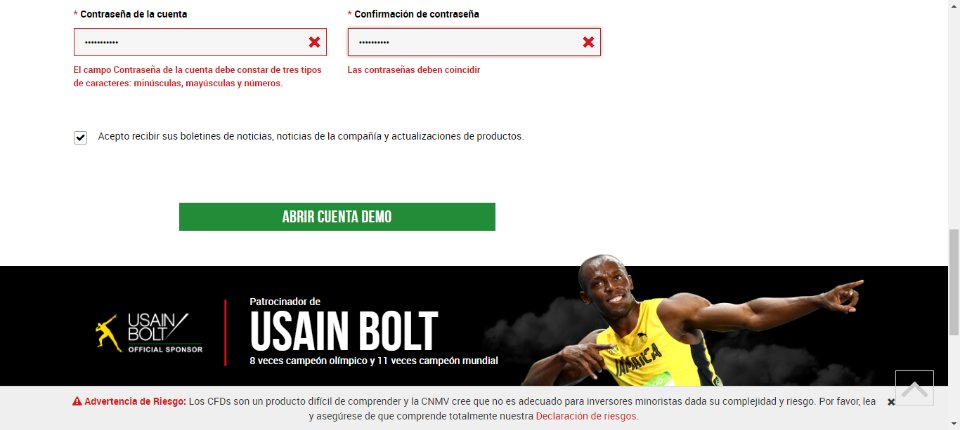 * Contraseña de la cuenta
* Confirmación de contraseña
•••••••••••
••••••••••
El campo Contraseña de la cuenta debe constar de tres tipos
de caracteres: minúsculas, mayúsculas y números.
Las contraseñas deben coincidir
Acepto recibir sus boletines de noticias, noticias de la compañía y actualizaciones de productos.
ABRIR CUENTA DEMO
USAIN
BOLT
OFFICIAL SPONSOR
Patrocinador de
USAIN BOLT
8 veces campeón olímpico y 11 veces campeón mundial
JAMAICA
Advertencia de Riesgo: Los CFDs son un producto difícil de comprender y la CNMV cree que no es adecuado para inversores minoristas dada su complejidad y riesgo. Por favor, lea
y asegúrese de que comprende totalmente nuestra Declaración de riesgos.